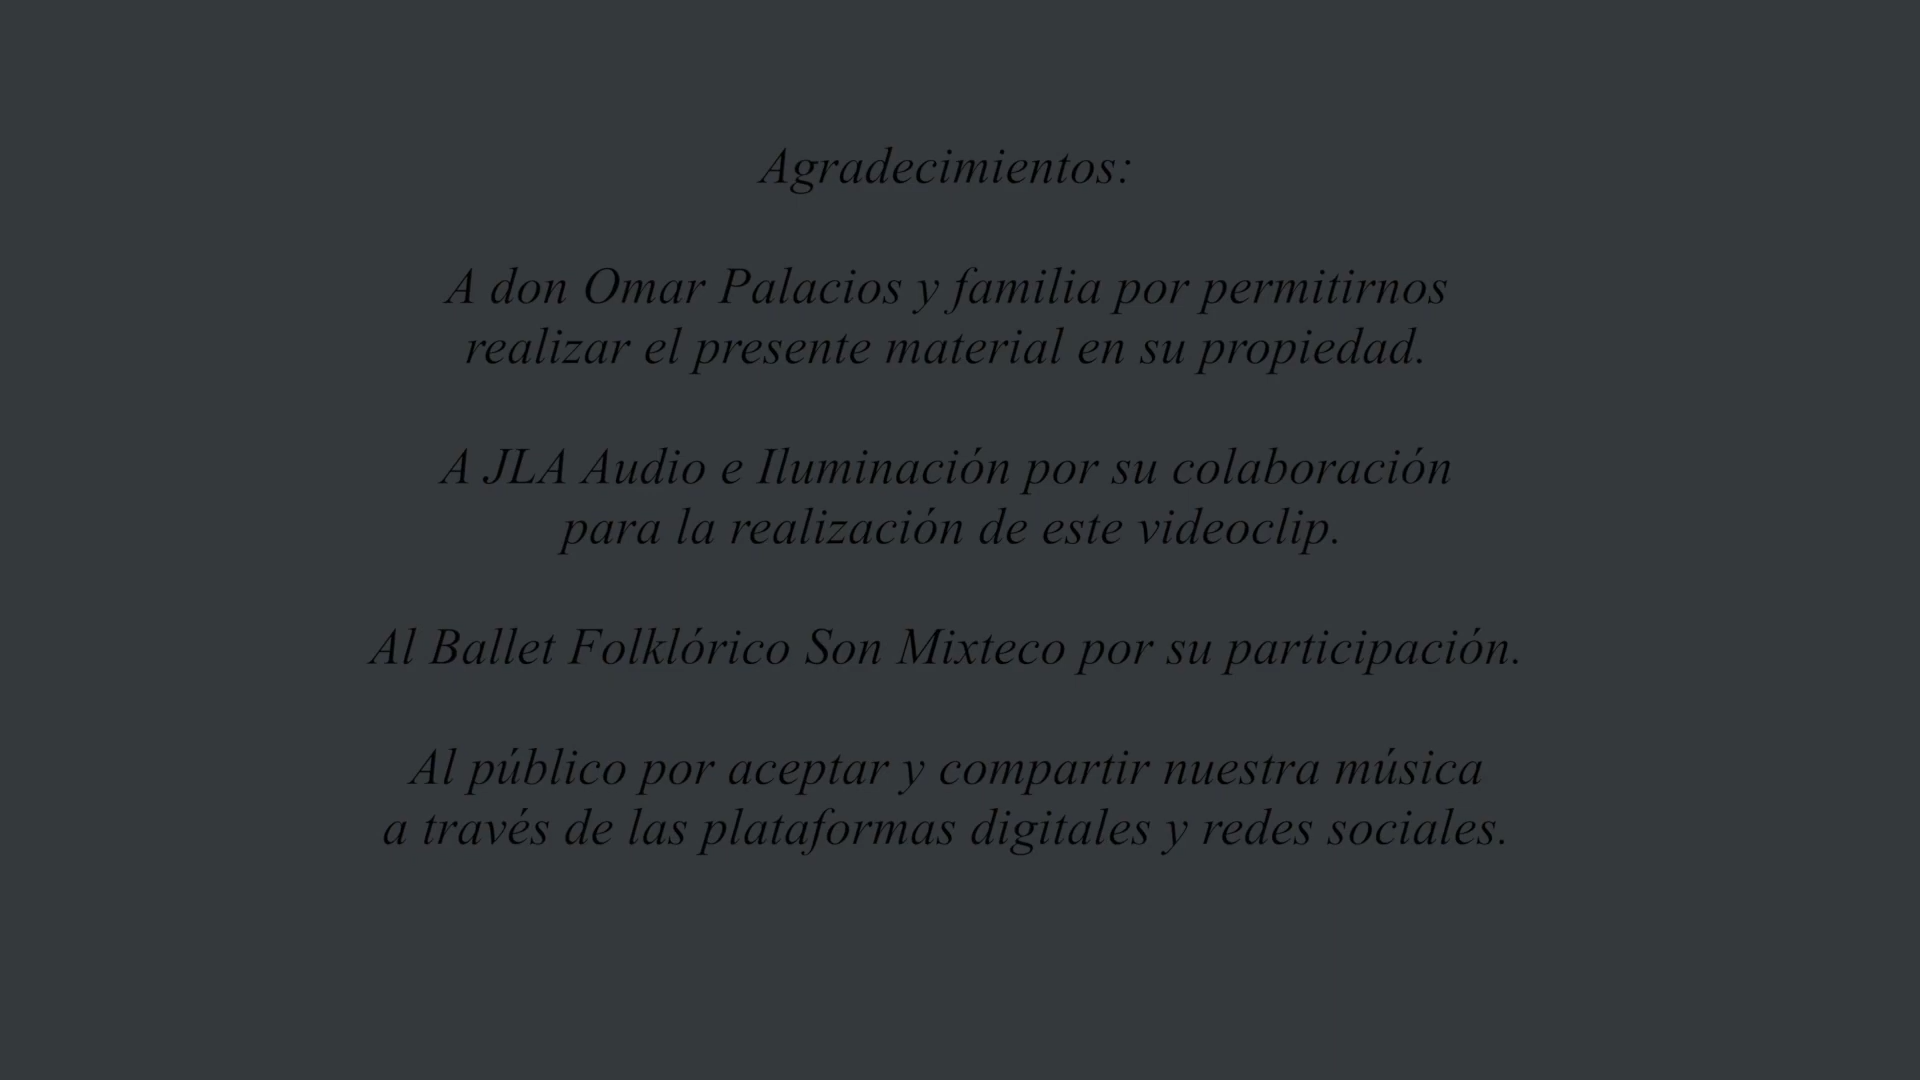 Agradecimientos:
A don Omar Palacios y familia por permitirnos
realizar el presente material en su propiedad.
A JLA Audio e Iluminación por su colaboración
para la realización de este videoclip.
Al Ballet Folklórico Son Mixteco por su participación.
Al público por aceptar y compartir nuestra música
a través de las plataformas digitales y redes sociales.